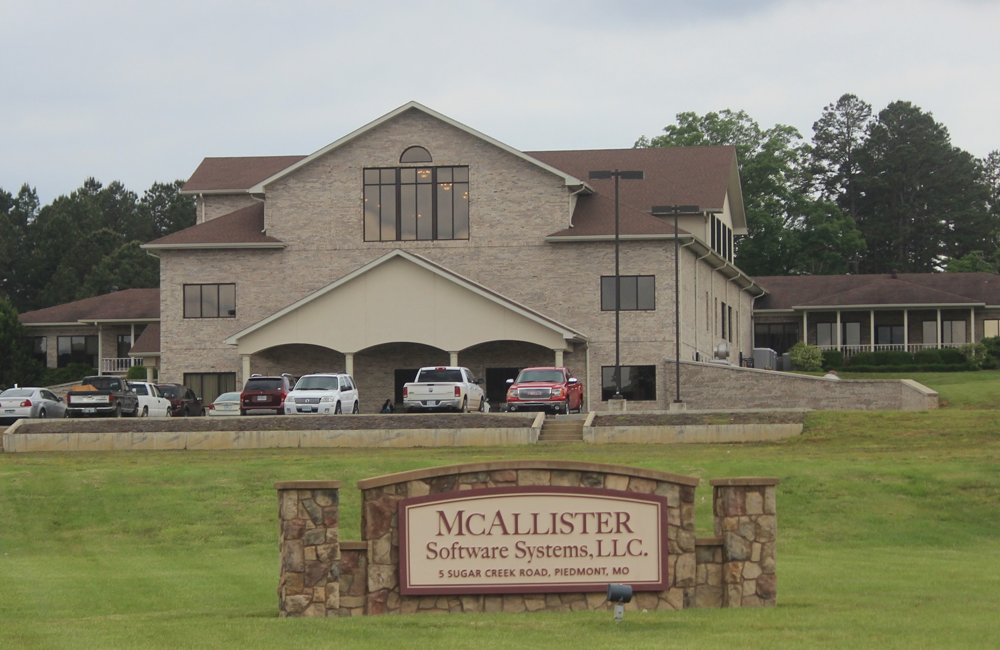 MCALLISTER
Software Systems, LLC.
5 SUGAR CREEK ROAD, PIEDMONT, MO